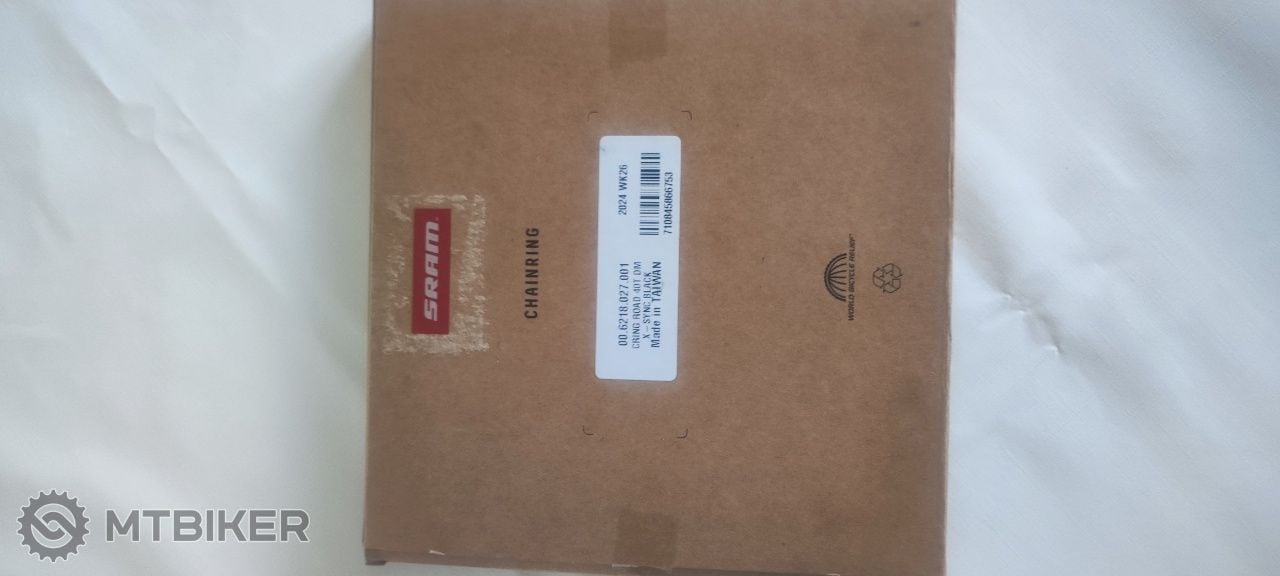 SRAM
CHAINRING
00.6218.027.001
2024 WK26
CRING ROAD 40T DM
X-SYNC BLACK
Made in TAIWAN
710845866753
WORLD BICYCLE RELIEF
MTBIKER